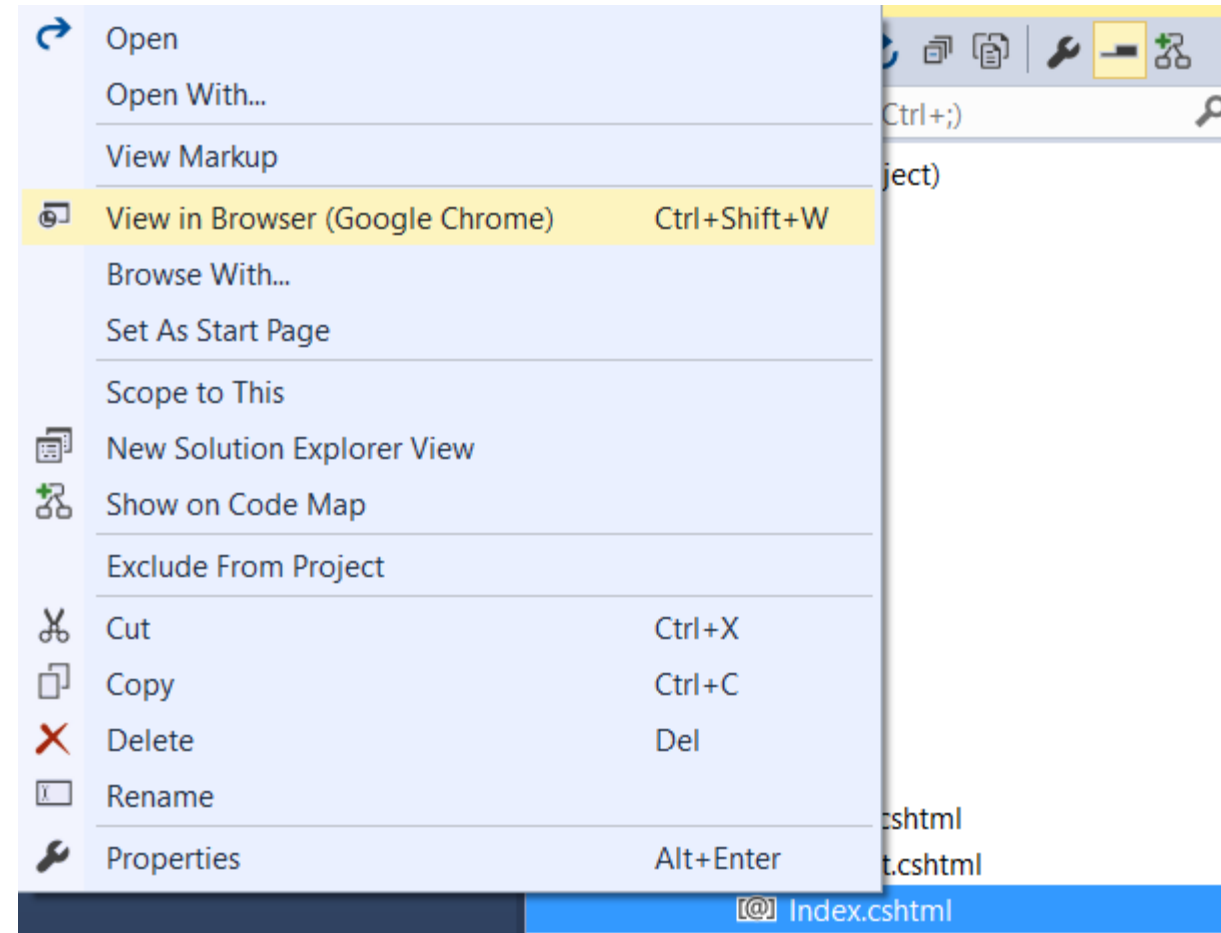 Open
Open With...
View Markup
View in Browser (Google Chrome) Ctrl+Shift+W
Browse With...
Set As Start Page
Scope to This
New Solution Explorer View
Show on Code Map
Exclude From Project
Cut Ctrl+X
Copy Ctrl+C
Delete Del
Rename
Properties Alt+Enter
Ctrl+;)
ject)
cshtml
t.cshtml
[@] Index.cshtml